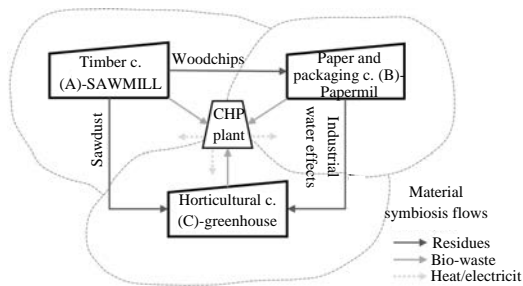 Timber c.
(A)-SAWMILL
Woodchips
Paper and
packaging c. (B)-
Papermil
CHP
plant
Sawdust
Industrial
water effects
Horticultural c.
(C)-greenhouse
Material
symbiosis flows
Residues
Bio-waste
Heat/electricit